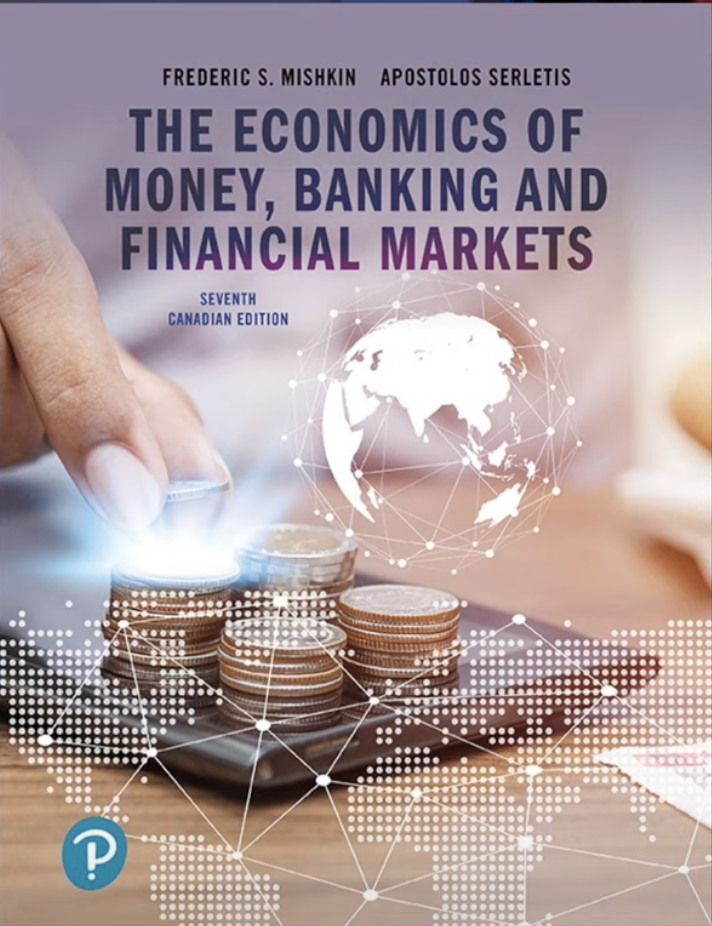 FREDERIC S. MISHKIN APOSTOLOS SERLETIS
THE ECONOMICS OF
MONEY, BANKING AND
FINANCIAL MARKETS
SEVENTH
CANADIAN EDITION
P